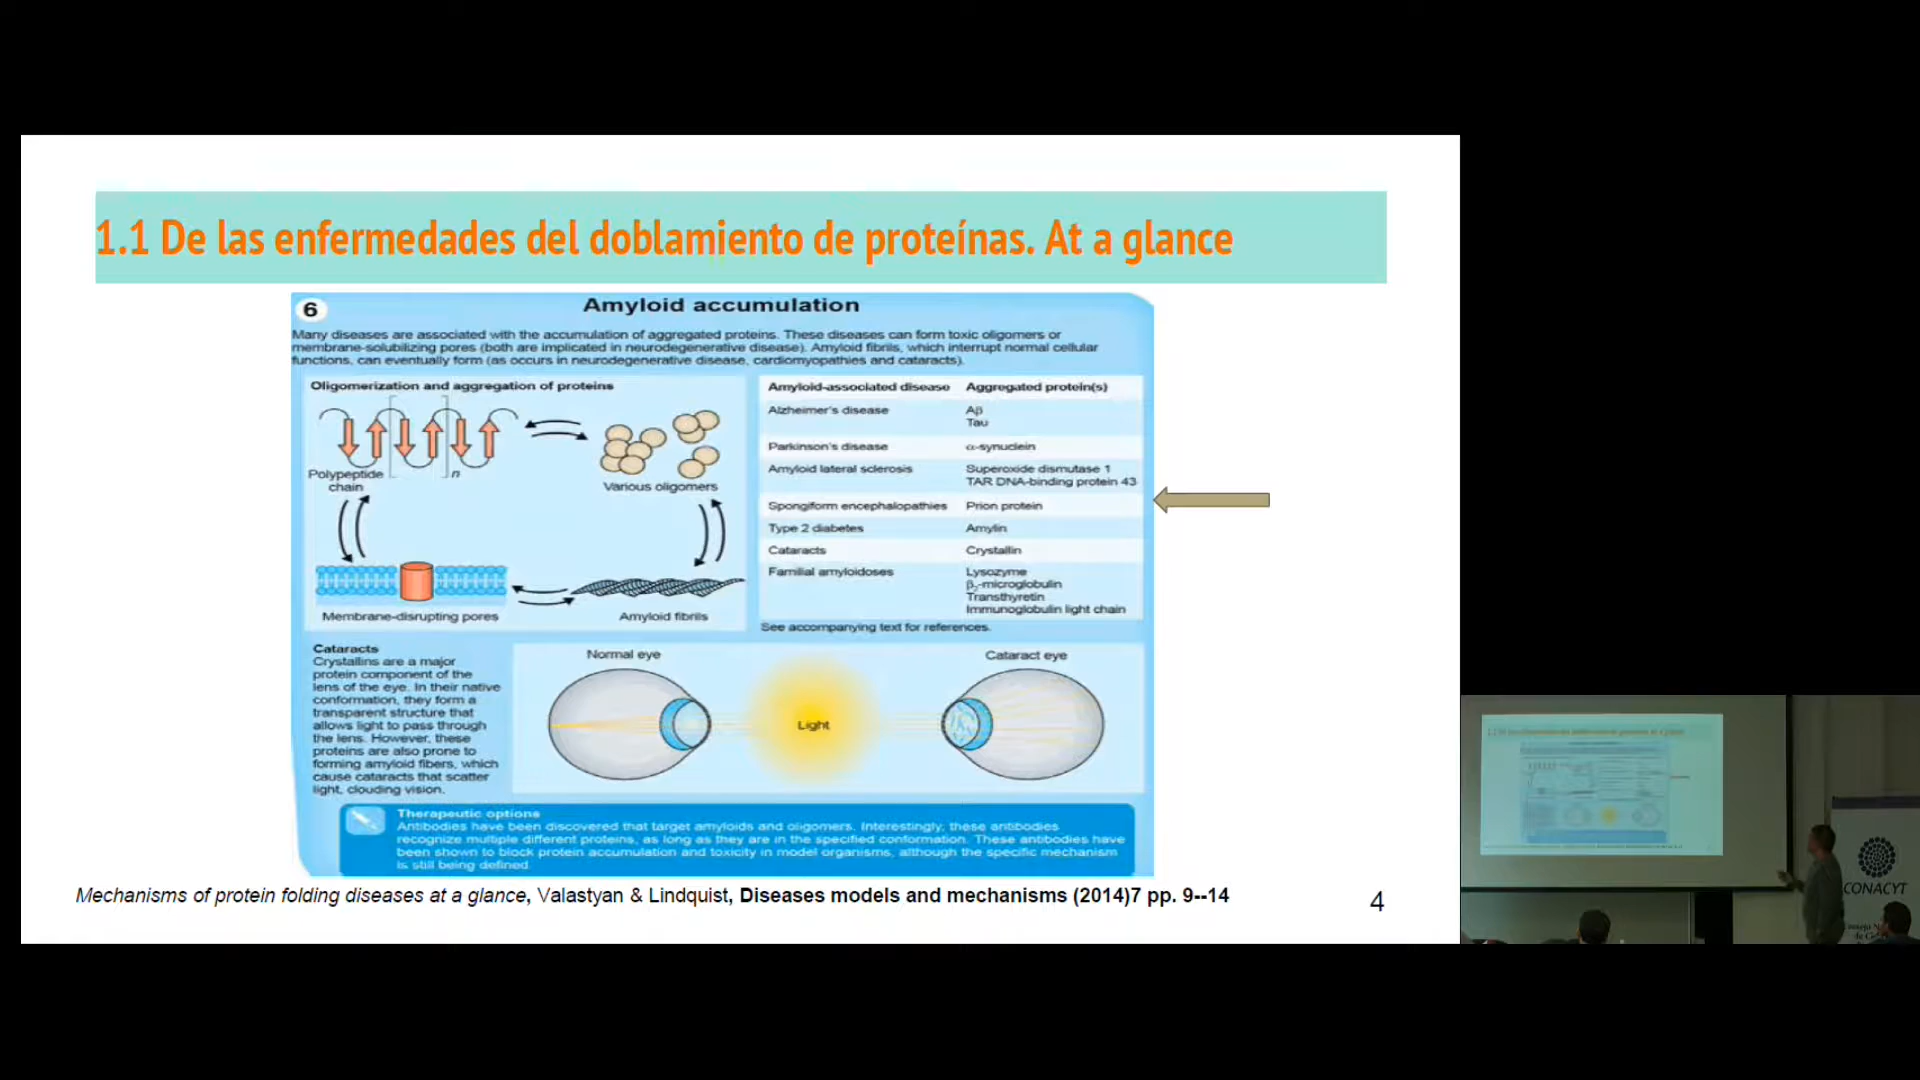 1.1 De las enfermedades del doblamiento de proteínas. At a glance
6
Amyloid accumulation
Many diseases are associated with the accumulation of aggregated proteins. These diseases can form toxic oligomers or
membrane-solubilizing pores (both are implicated in neurodegenerative disease). Amyloid fibrils, which interrupt normal cellular
functions, can eventually form (as occurs in neurodegenerative disease, cardiomyopathies and cataracts).
Oligomerization and aggregation of proteins
n
Polypeptide
chain
Various oligomers
Membrane-disrupting pores
Amyloid fibrils
Amyloid-associated disease Aggregated protein(s)
Alzheimer's disease Aβ
Tau
Parkinson's disease α-synuclein
Amyloid lateral sclerosis Superoxide dismutase 1
TAR DNA-binding protein 43
Spongiform encephalopathies Prion protein
Type 2 diabetes Amylin
Cataracts Crystallin
Familial amyloidoses Lysozyme
β2-microglobulin
Transthyretin
Immunoglobulin light chain
See accompanying text for references.
Cataracts
Crystallins are a major
protein component of the
lens of the eye. In their native
conformation, they form a
transparent structure that
allows light to pass through
the lens. However, these
proteins are also prone to
forming amyloid fibers, which
cause cataracts that scatter
light, clouding vision.
Normal eye
Light
Cataract eye
Therapeutic options
Antibodies have been discovered that target amyloids and oligomers. Interestingly, these antibodies
recognize multiple different proteins, as long as they are in the specified conformation. These antibodies have
been shown to block protein accumulation and toxicity in model organisms, although the specific mechanism
is still being defined
Mechanisms of protein folding diseases at a glance, Valastyan & Lindquist, Diseases models and mechanisms (2014)7 pp. 9--14
4
CONACYT